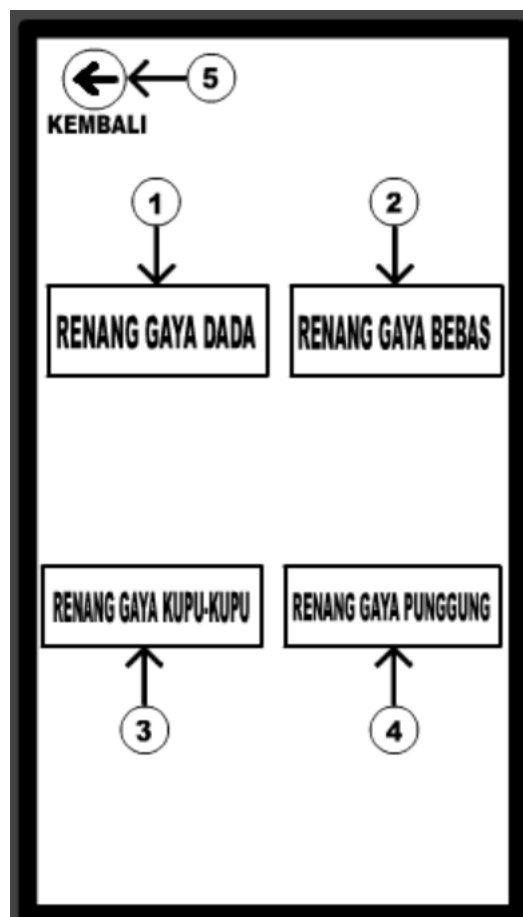 5
KEMBALI
1
2
RENANG GAYA DADA
RENANG GAYA BEBAS
RENANG GAYA KUPU-KUPU
RENANG GAYA PUNGGUNG
3
4